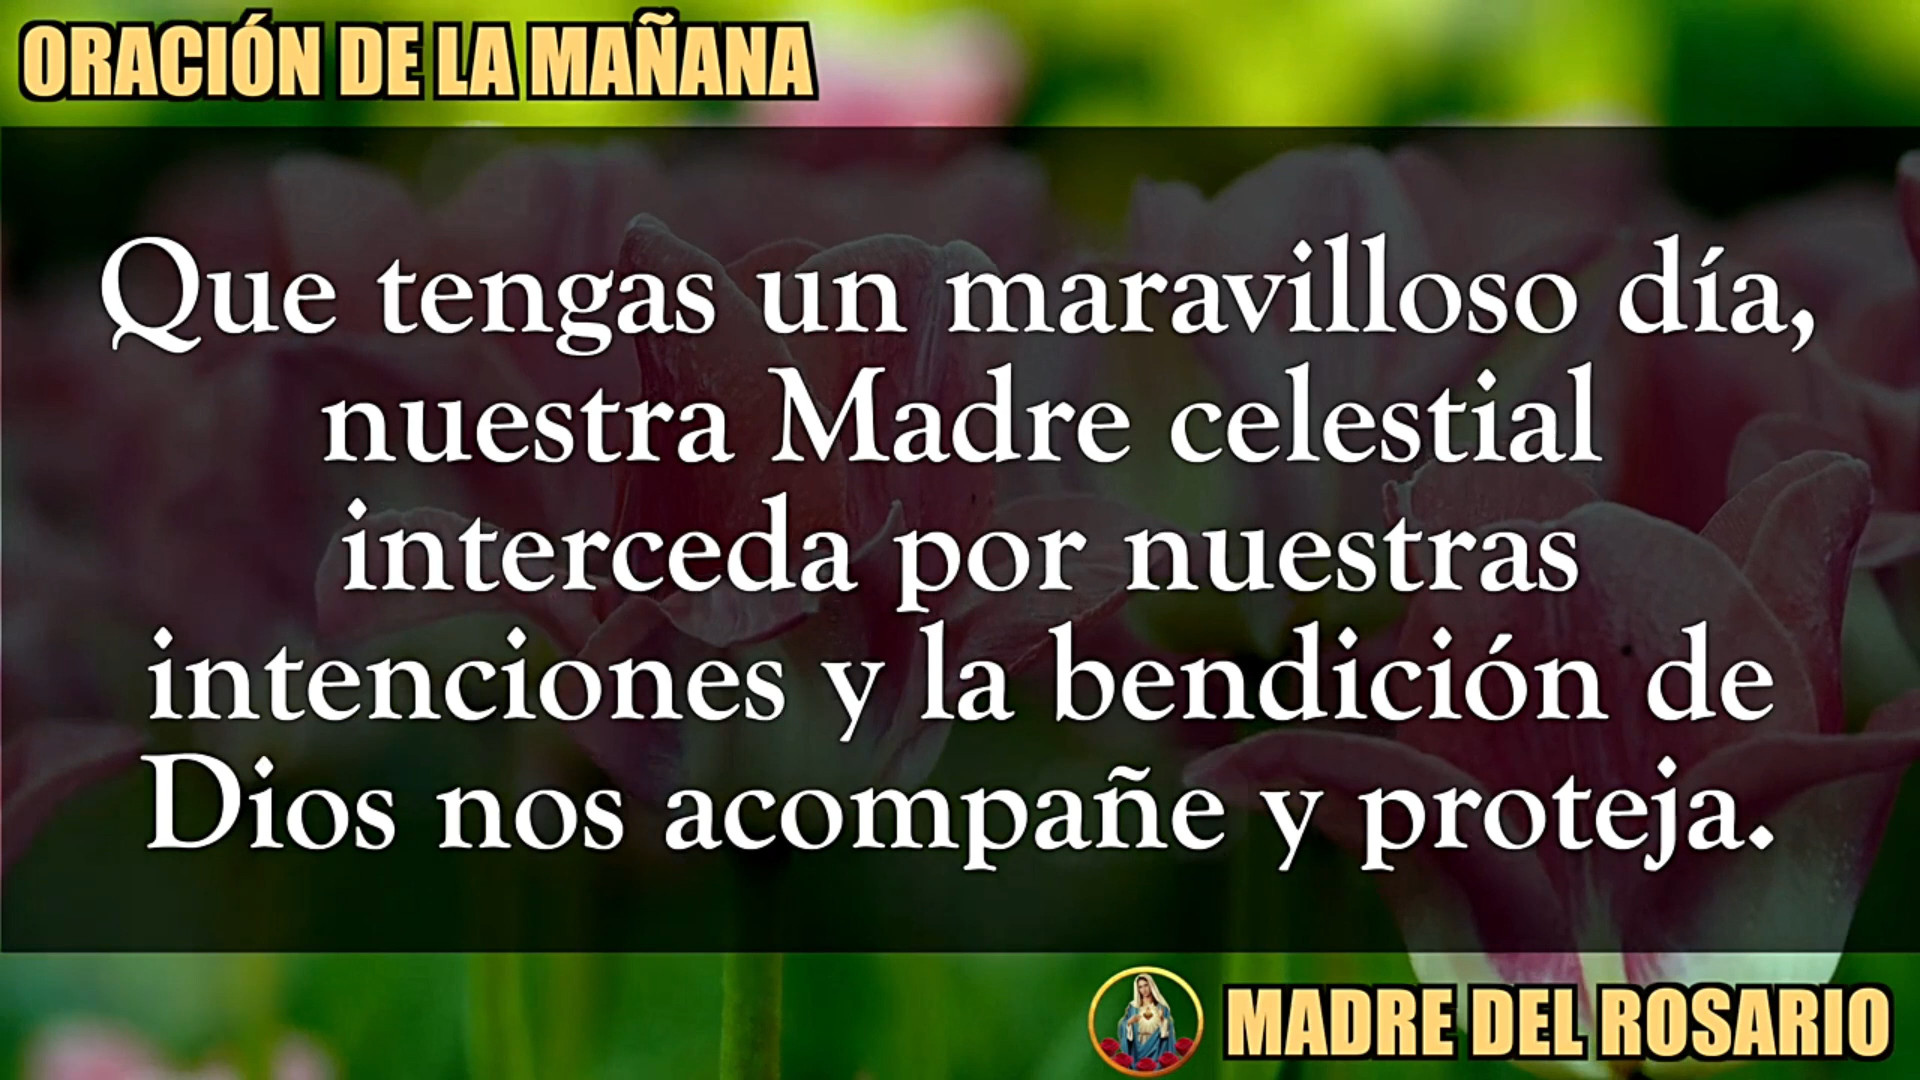 ORACIÓN DE LA MAÑANA
Que tengas un maravilloso día,
nuestra Madre celestial
interceda por nuestras
intenciones y la bendición de
Dios nos acompañe y proteja.
MADRE DEL ROSARIO